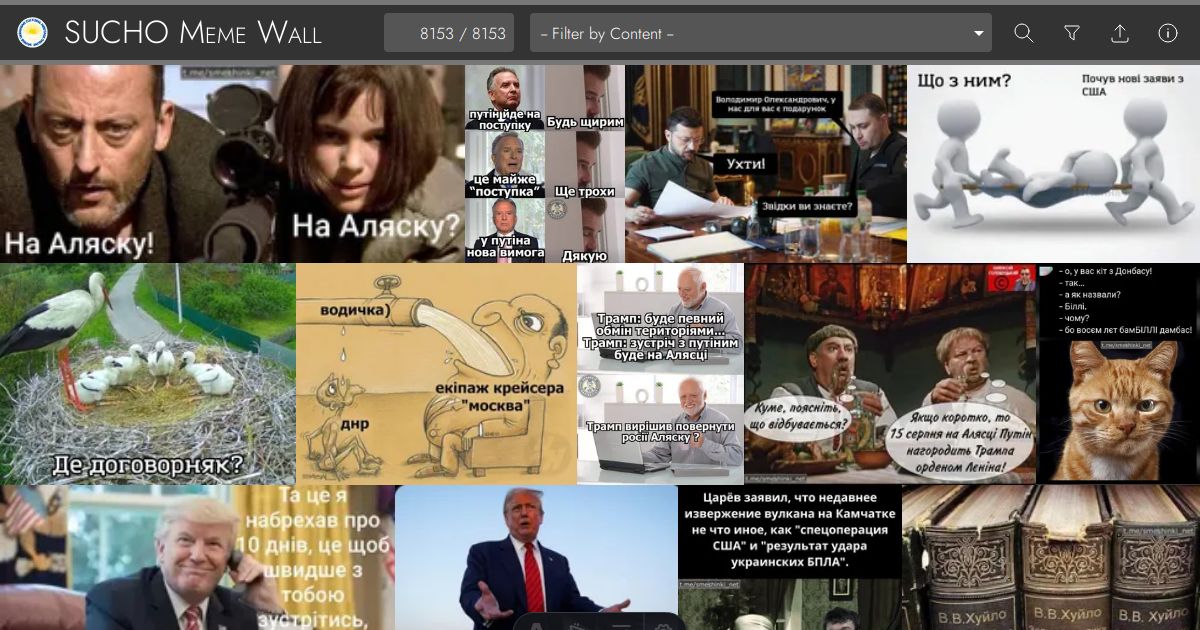 SUCHO Meme Wall
8153 / 8153
-- Filter by Content --
t.me/smeshinki_net
На Аляску!
На Аляску?
путін йде на
поступку
Будь щирим
це майже
"поступка"
Ще трохи
у путіна
нова вимога
Дякую
Володимир Олександрович, у
нас для вас є подарунок
Ухти!
Звідки ви знаєте?
Що з ним?
Почув нові заяви з
США
Де договорняк?
водичка)
екіпаж крейсера
"москва"
днр
Трамп: буде певний
обмін територіями...
Трамп: зустріч з путіним
буде на Алясці
Трамп вирішив повернути
росії Аляску ?
Куме, поясніть,
що відбувається?
Якщо коротко, то
15 серпня на Алясці Путін
нагородить Трампа
орденом Леніна!
t.me/smeshinki_net
- о, у вас кіт з Донбасу!
- так...
- а як назвали?
- Біллі.
- чому?
- бо восєм лєт бамБІЛЛІ дамбас!
t.me/smeshinki_net
Та це я
набрехав про
10 днів, це щоб
швидше з
тобою
зустрітись,
Царёв заявил, что недавнее
извержение вулкана на Камчатке
не что иное, как "спецоперация
США" и "результат удара
украинских БПЛА".
t.me/smeshinki_net
t.me/smeshinki_net
В.В.Хуйло
В.В.Хуйло
В.В. Хуйло